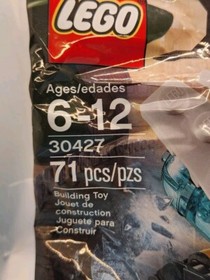 LEGO
Ages/edades
6-12
30427
71 pcs/pzs
Building Toy
Jouet de
construction
Juguete para
Construir